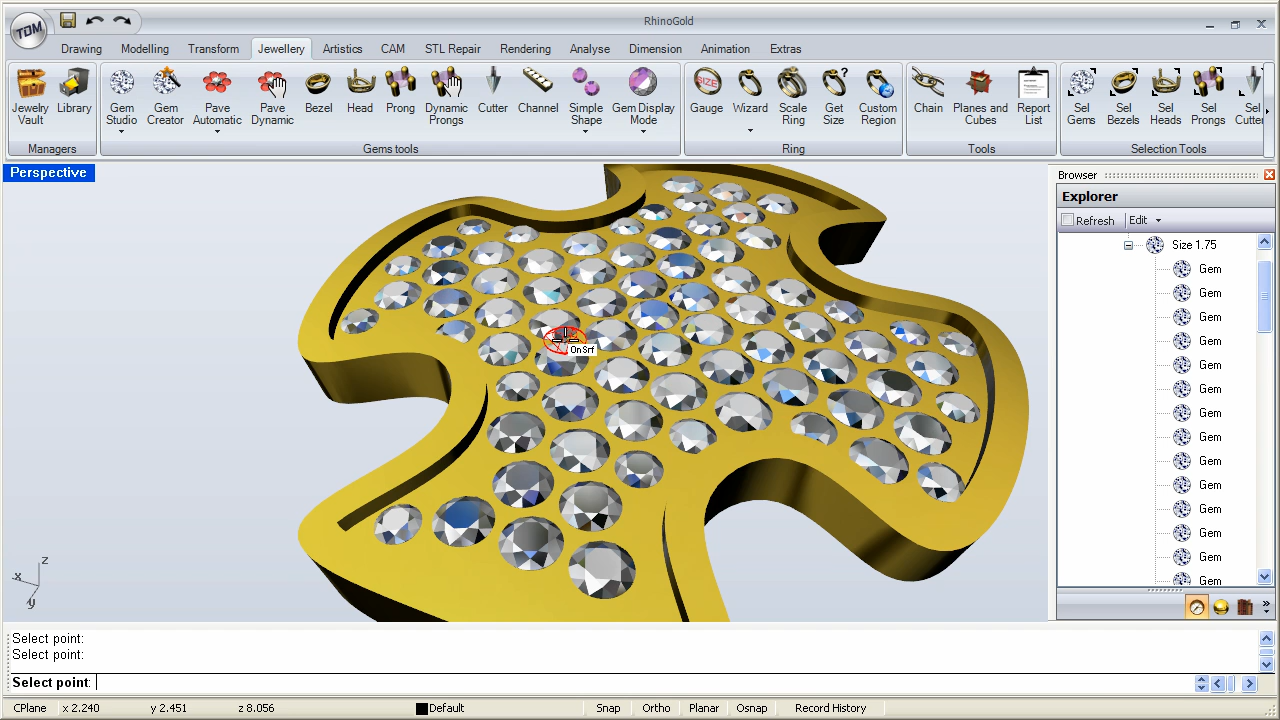 RhinoGold
TDM
Drawing Modelling Transform Jewellery Artistics CAM STL Repair Rendering Analyse Dimension Animation Extras
SIZE ?
Jewelry Vault
Library
Managers
Gem Studio
Gem Creator
Pave Automatic
Pave Dynamic
Bezel
Head
Prong
Dynamic Prongs
Cutter
Channel
Simple Shape
Gem Display Mode
Gems tools
Gauge
Wizard
Scale Ring
Get Size
Custom Region
Ring
Chain
Planes and Cubes
Report List
Tools
Sel Gems
Sel Bezels
Sel Heads
Sel Prongs
Sel Cutte
Selection Tools
Perspective
OnSrf
z
x
y
Browser
Explorer
Refresh Edit
Size 1.75
Gem
Gem
Gem
Gem
Gem
Gem
Gem
Gem
Gem
Gem
Gem
Gem
Gem
Gem
Select point:
Select point:
Select point:
CPlane x 2.240 y 2.451 z 8.056 Default Snap Ortho Planar Osnap Record History